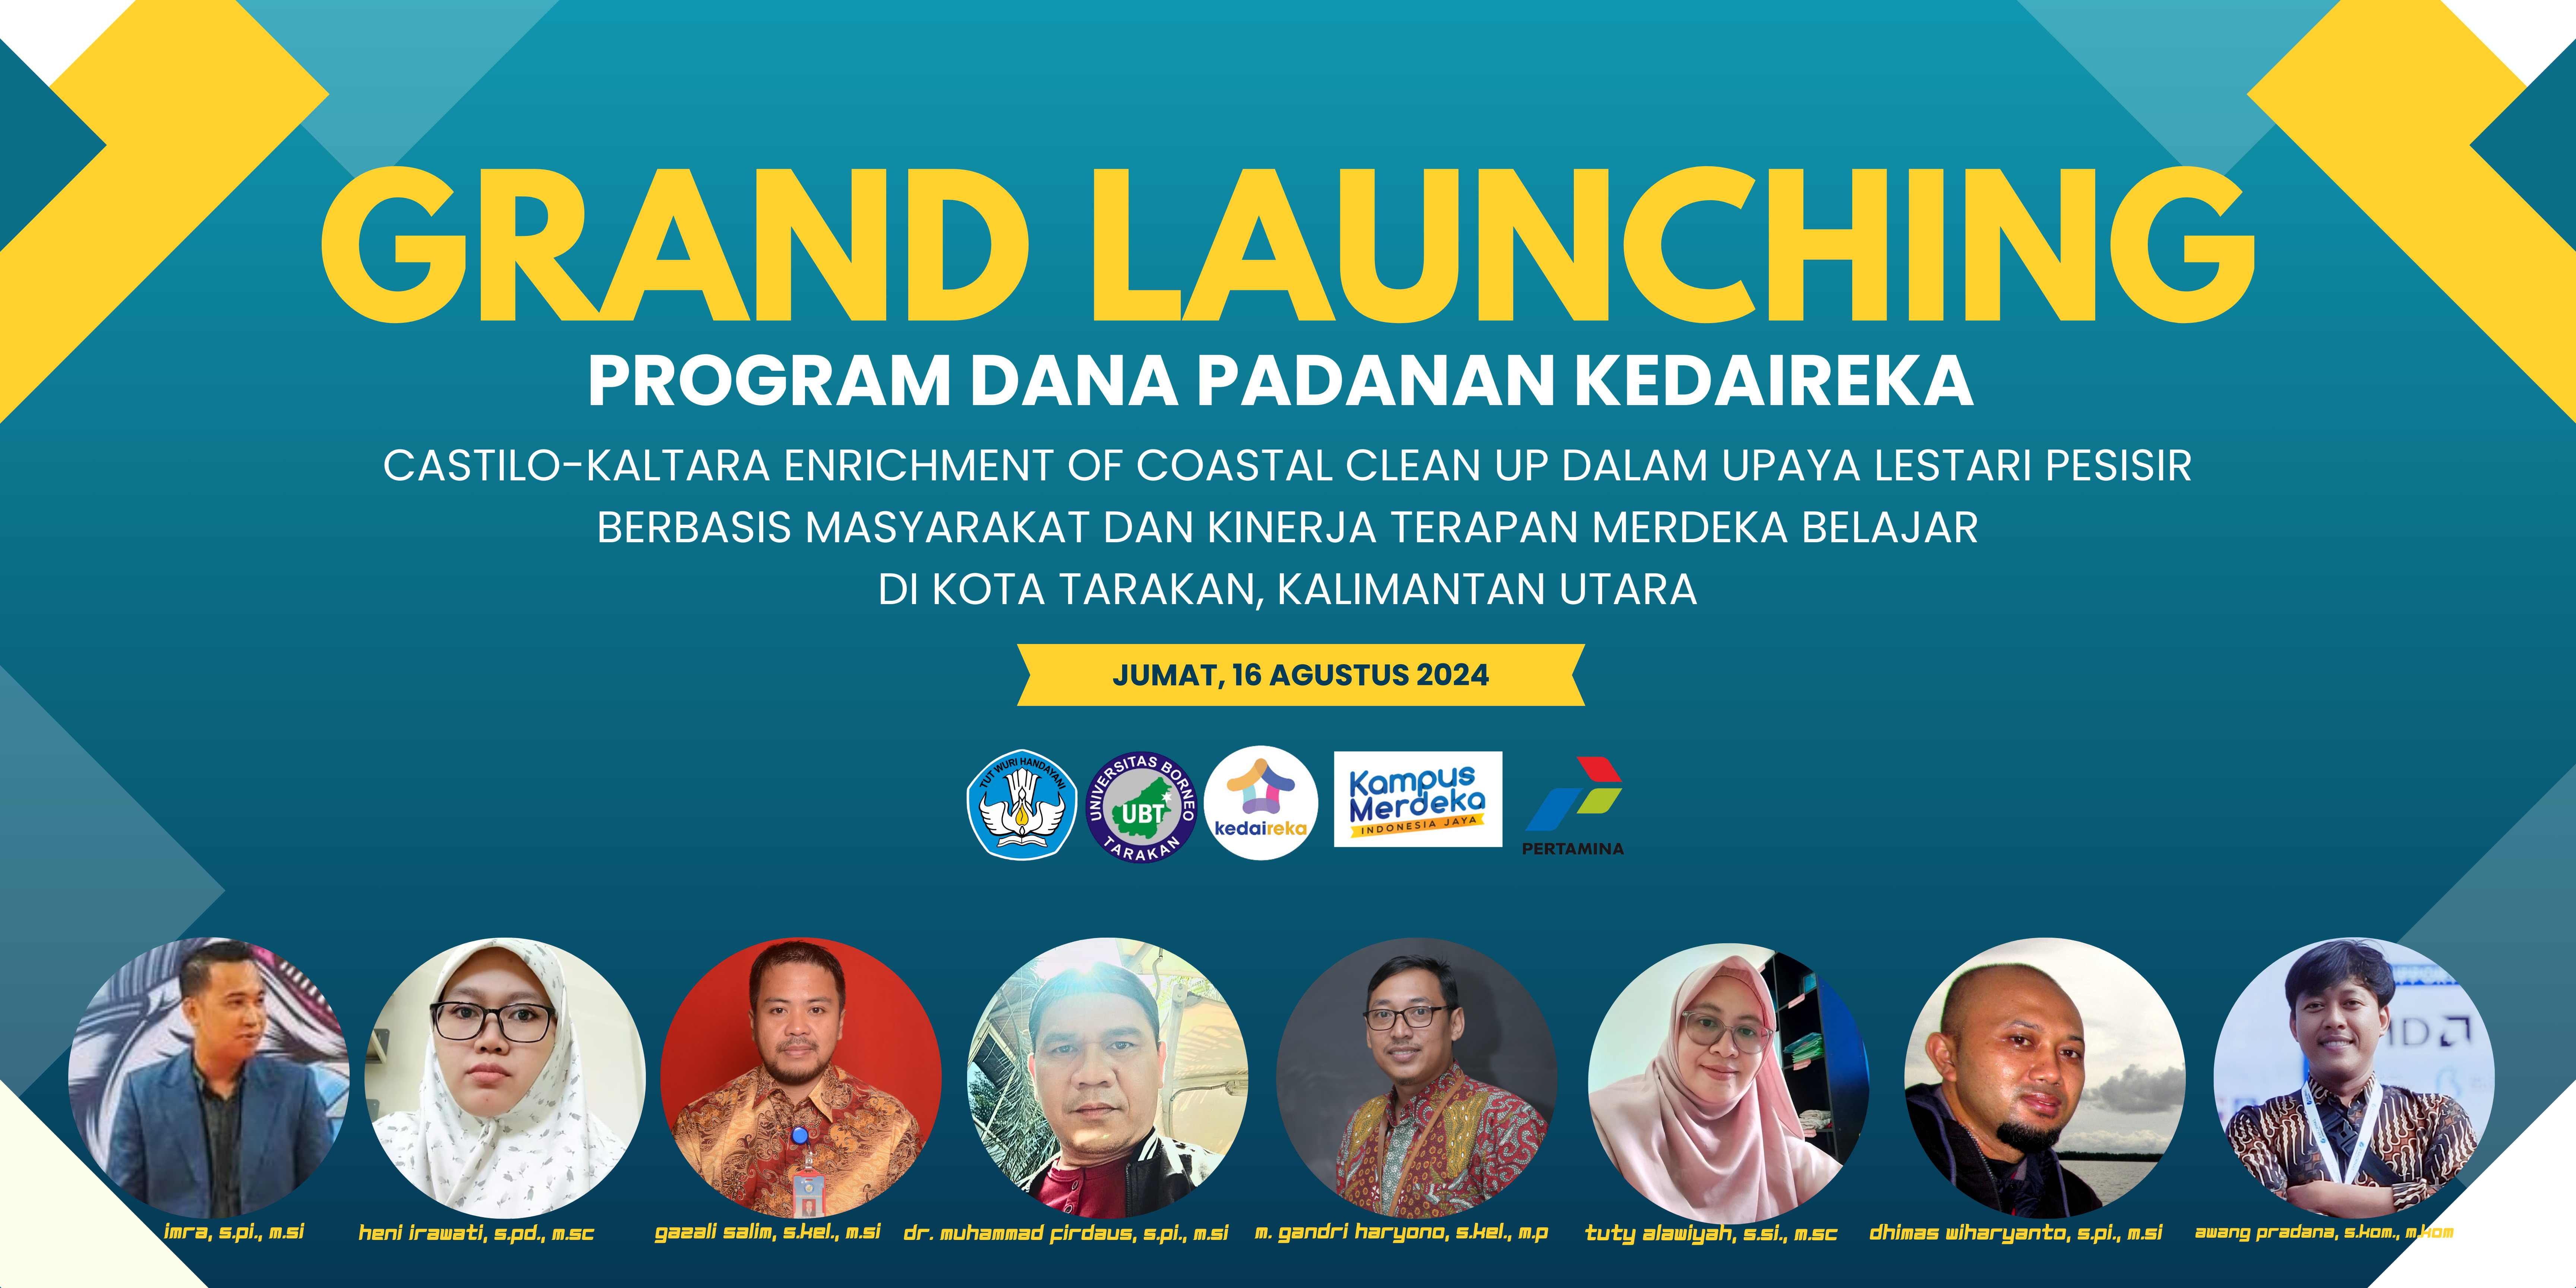 GRAND LAUNCHING
PROGRAM DANA PADANAN KEDAIREKA
CASTILO-KALTARA ENRICHMENT OF COASTAL CLEAN UP DALAM UPAYA LESTARI PESISIR
BERBASIS MASYARAKAT DAN KINERJA TERAPAN MERDEKA BELAJAR
DI KOTA TARAKAN, KALIMANTAN UTARA
JUMAT, 16 AGUSTUS 2024
TUT WURI HANDAYANI
UNIVERSITAS BORNEO
UBT
TARAKAN
kedaireka
Kampus
Merdeka
INDONESIA JAYA
PERTAMINA
imra, s.pi., m.si
heni irawati, s.pd., m.sc
gazali salim, s.kel., m.si
dr. muhammad firdaus, s.pi., m.si
m. gandri haryono, s.kel., m.p
tuty alawiyah, s.si., m.sc
dhimas wiharyanto, s.pi., m.si
awang pradana, s.kom., m.kom